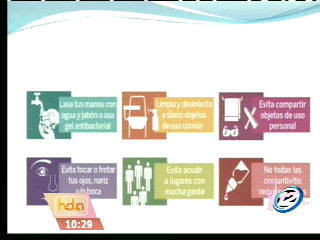 Lava tus manos con
agua y jabón o usa
gel antibacterial
Limpia y desinfecta
a diario objetos
de uso común
Evita compartir
objetos de uso
personal
Evita tocar o frotar
tus ojos, nariz
y/o boca
Evita acudir
a lugares con
mucha gente
No todas las
conjuntivitis
hola
10:29
12